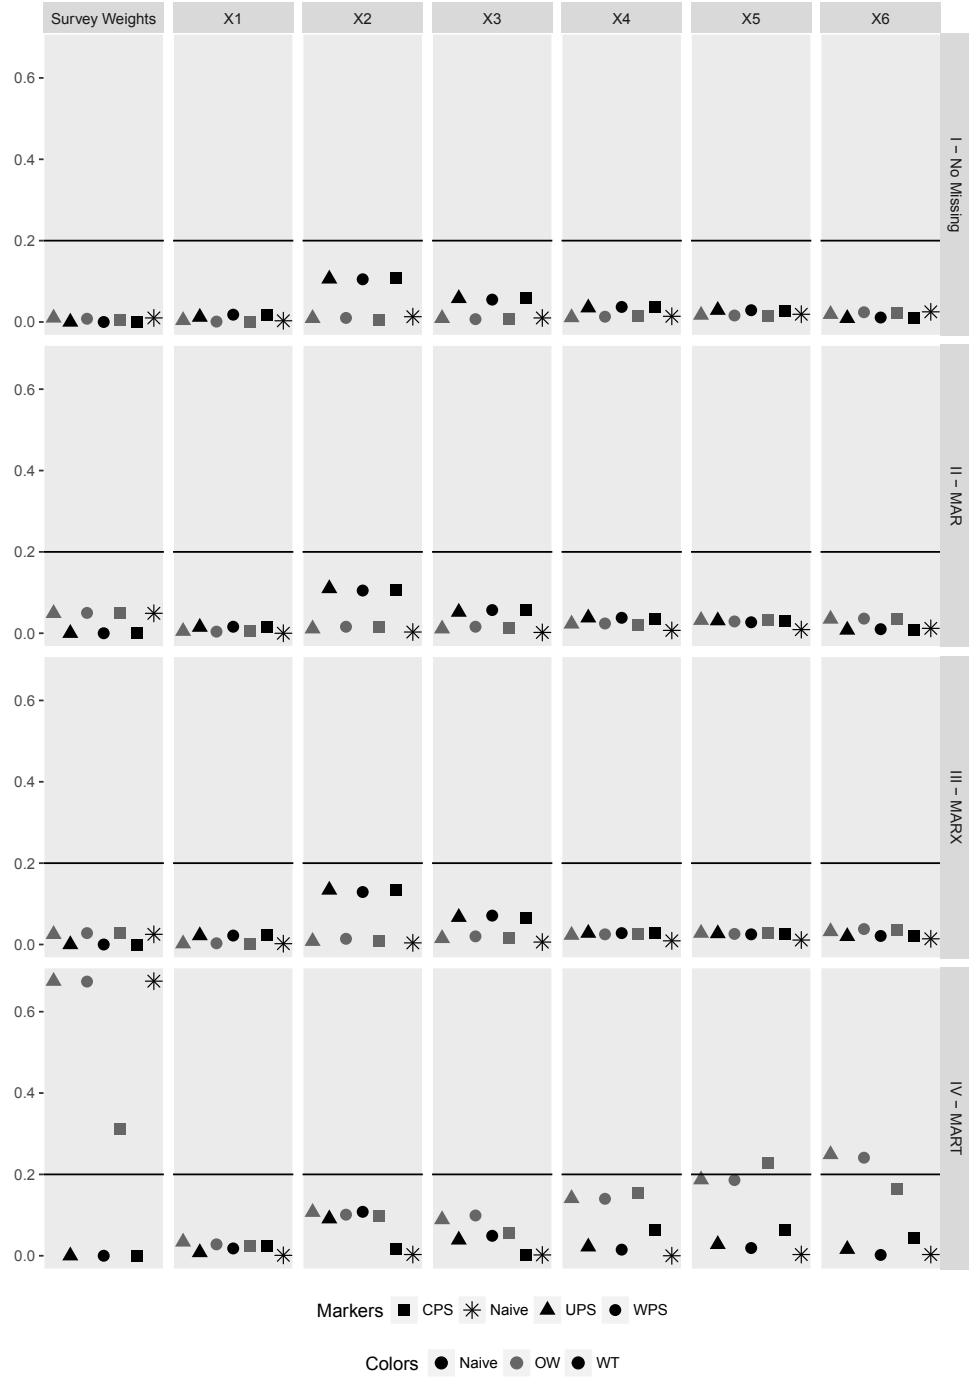 Survey Weights X1 X2 X3 X4 X5 X6
0.6
0.4
0.2
0.0
I − No Missing
0.6
0.4
0.2
0.0
II − MAR
0.6
0.4
0.2
0.0
III − MARX
0.6
0.4
0.2
0.0
IV − MART
Markers CPS Naive UPS WPS
Colors Naive OW WT